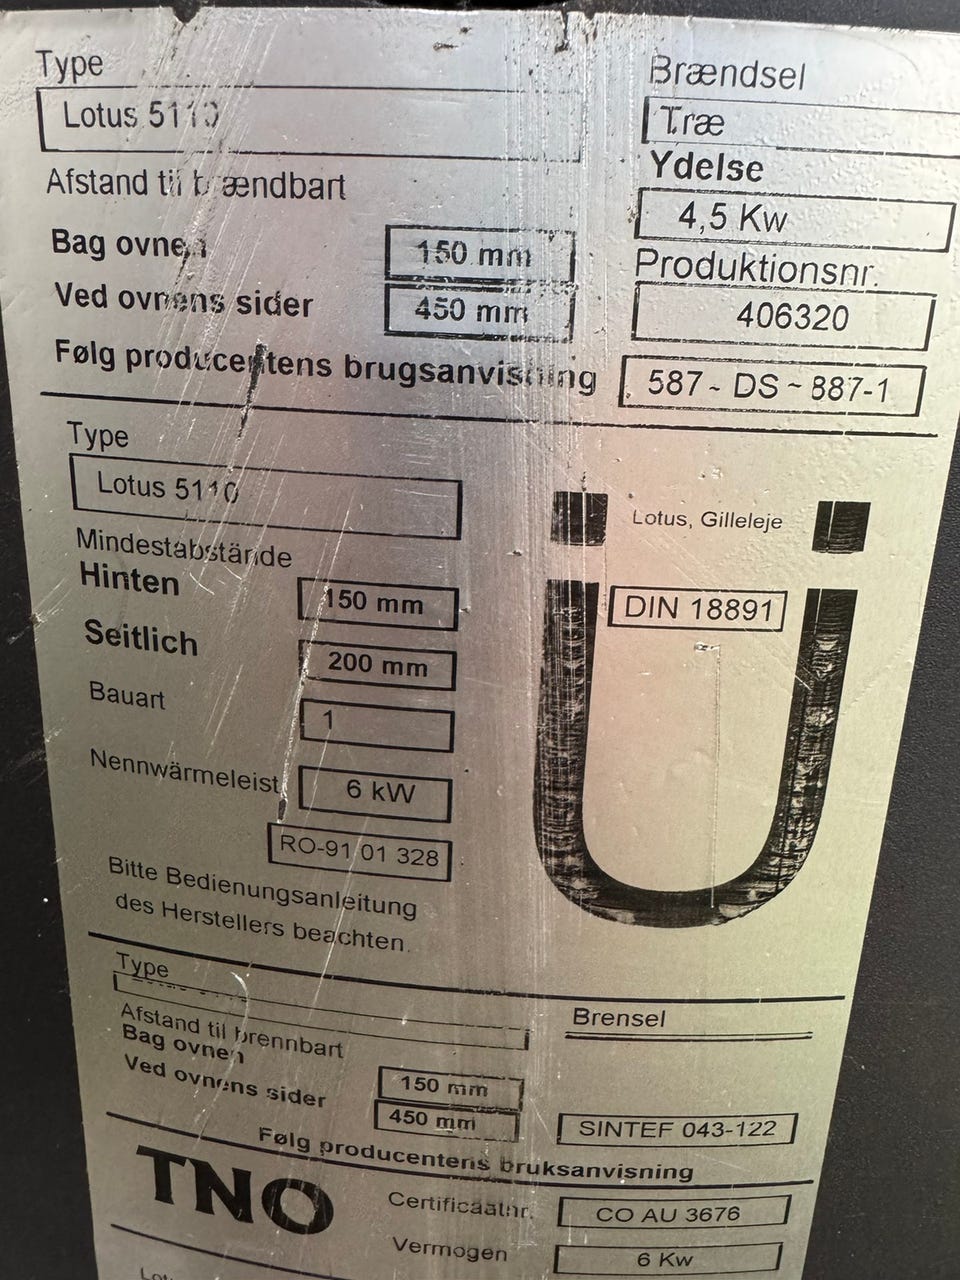 Type
Lotus 5110
Brændsel
Træ
Afstand til brændbart
Ydelse
4,5 Kw
Bag ovnen 150 mm
Ved ovnens sider 450 mm
Produktionsnr.
406320
Følg producentens brugsanvisning
587- DS - 887-1
Type
Lotus 5110
Lotus, Gilleleje
Mindestabstände
Hinten 150 mm
DIN 18891
Seitlich 200 mm
Ü
Bauart 1
Nennwärmeleist 6 kW
RO-91 01 328
Bitte Bedienungsanleitung
des Herstellers beachten.
Type
Brensel
Afstand til brennbart
Bag ovnen 150 mm
Ved ovnens sider 450 mm
SINTEF 043-122
Følg producentens bruksanvisning
TNO
Certificaatnr. CO AU 3676
Vermogen 6 Kw